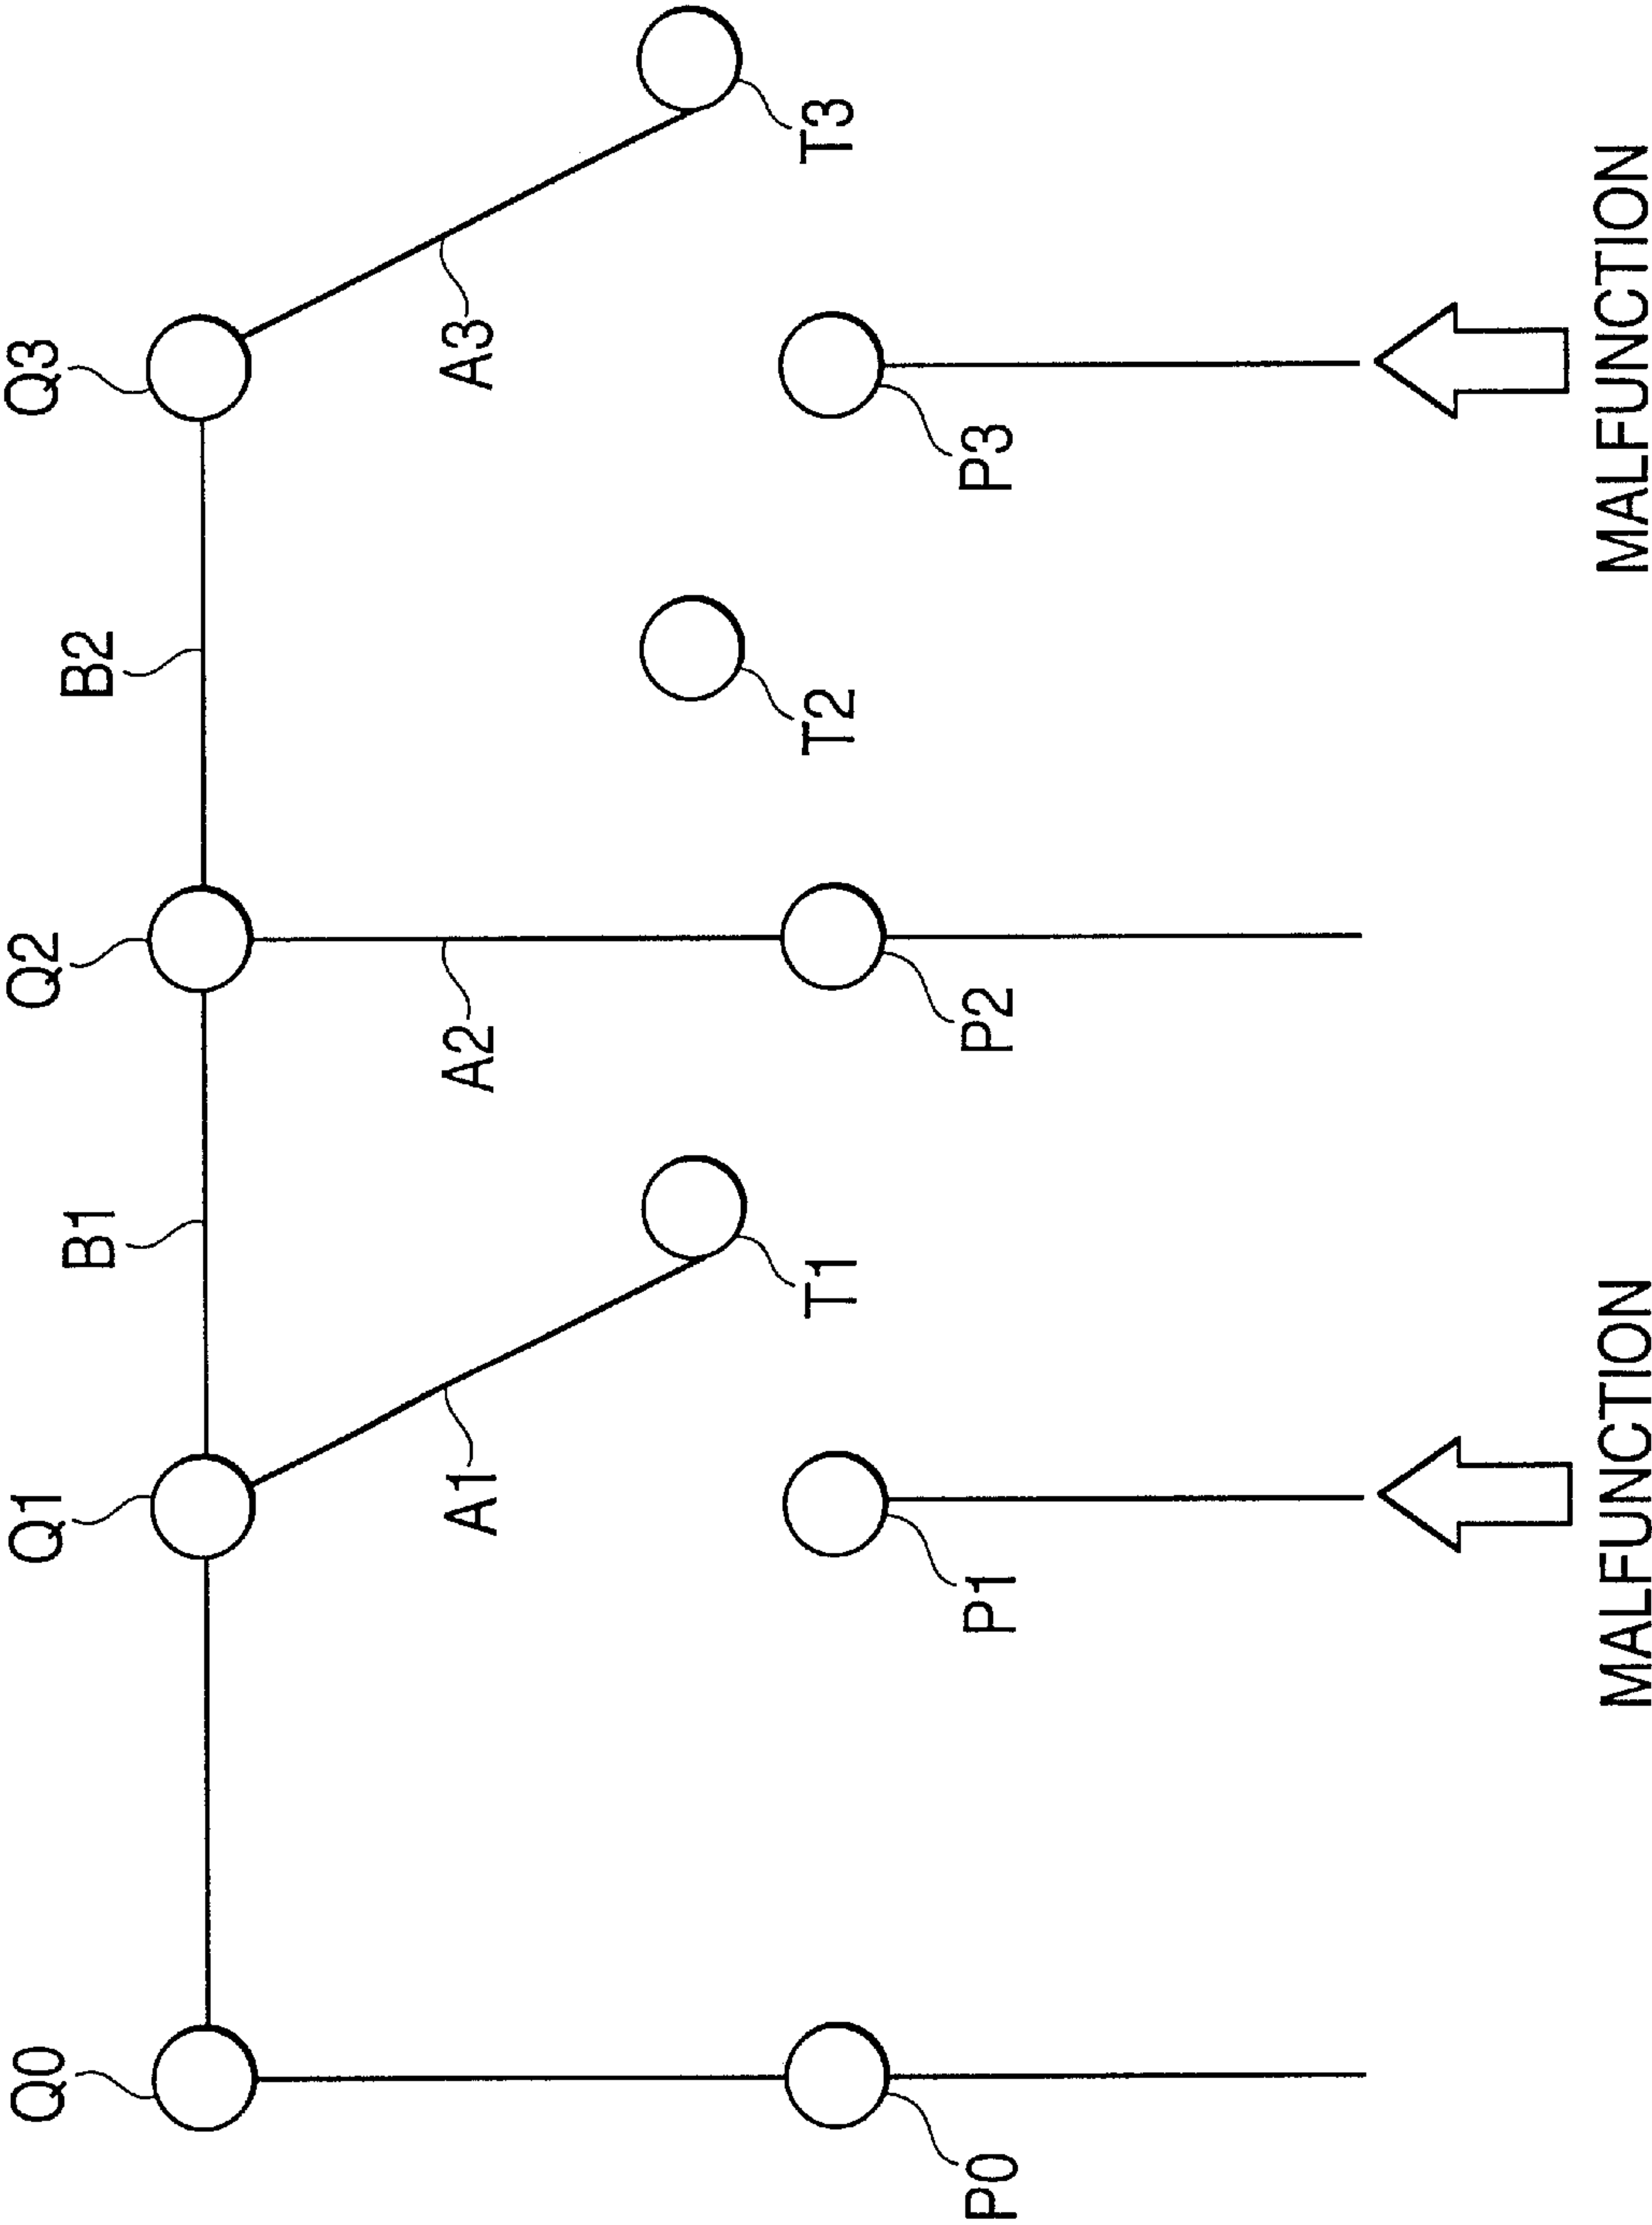 Q0
Q1
Q2
Q3
B1
B2
A1
A2
A3
T1
T2
T3
P0
P1
P2
P3
MALFUNCTION
MALFUNCTION